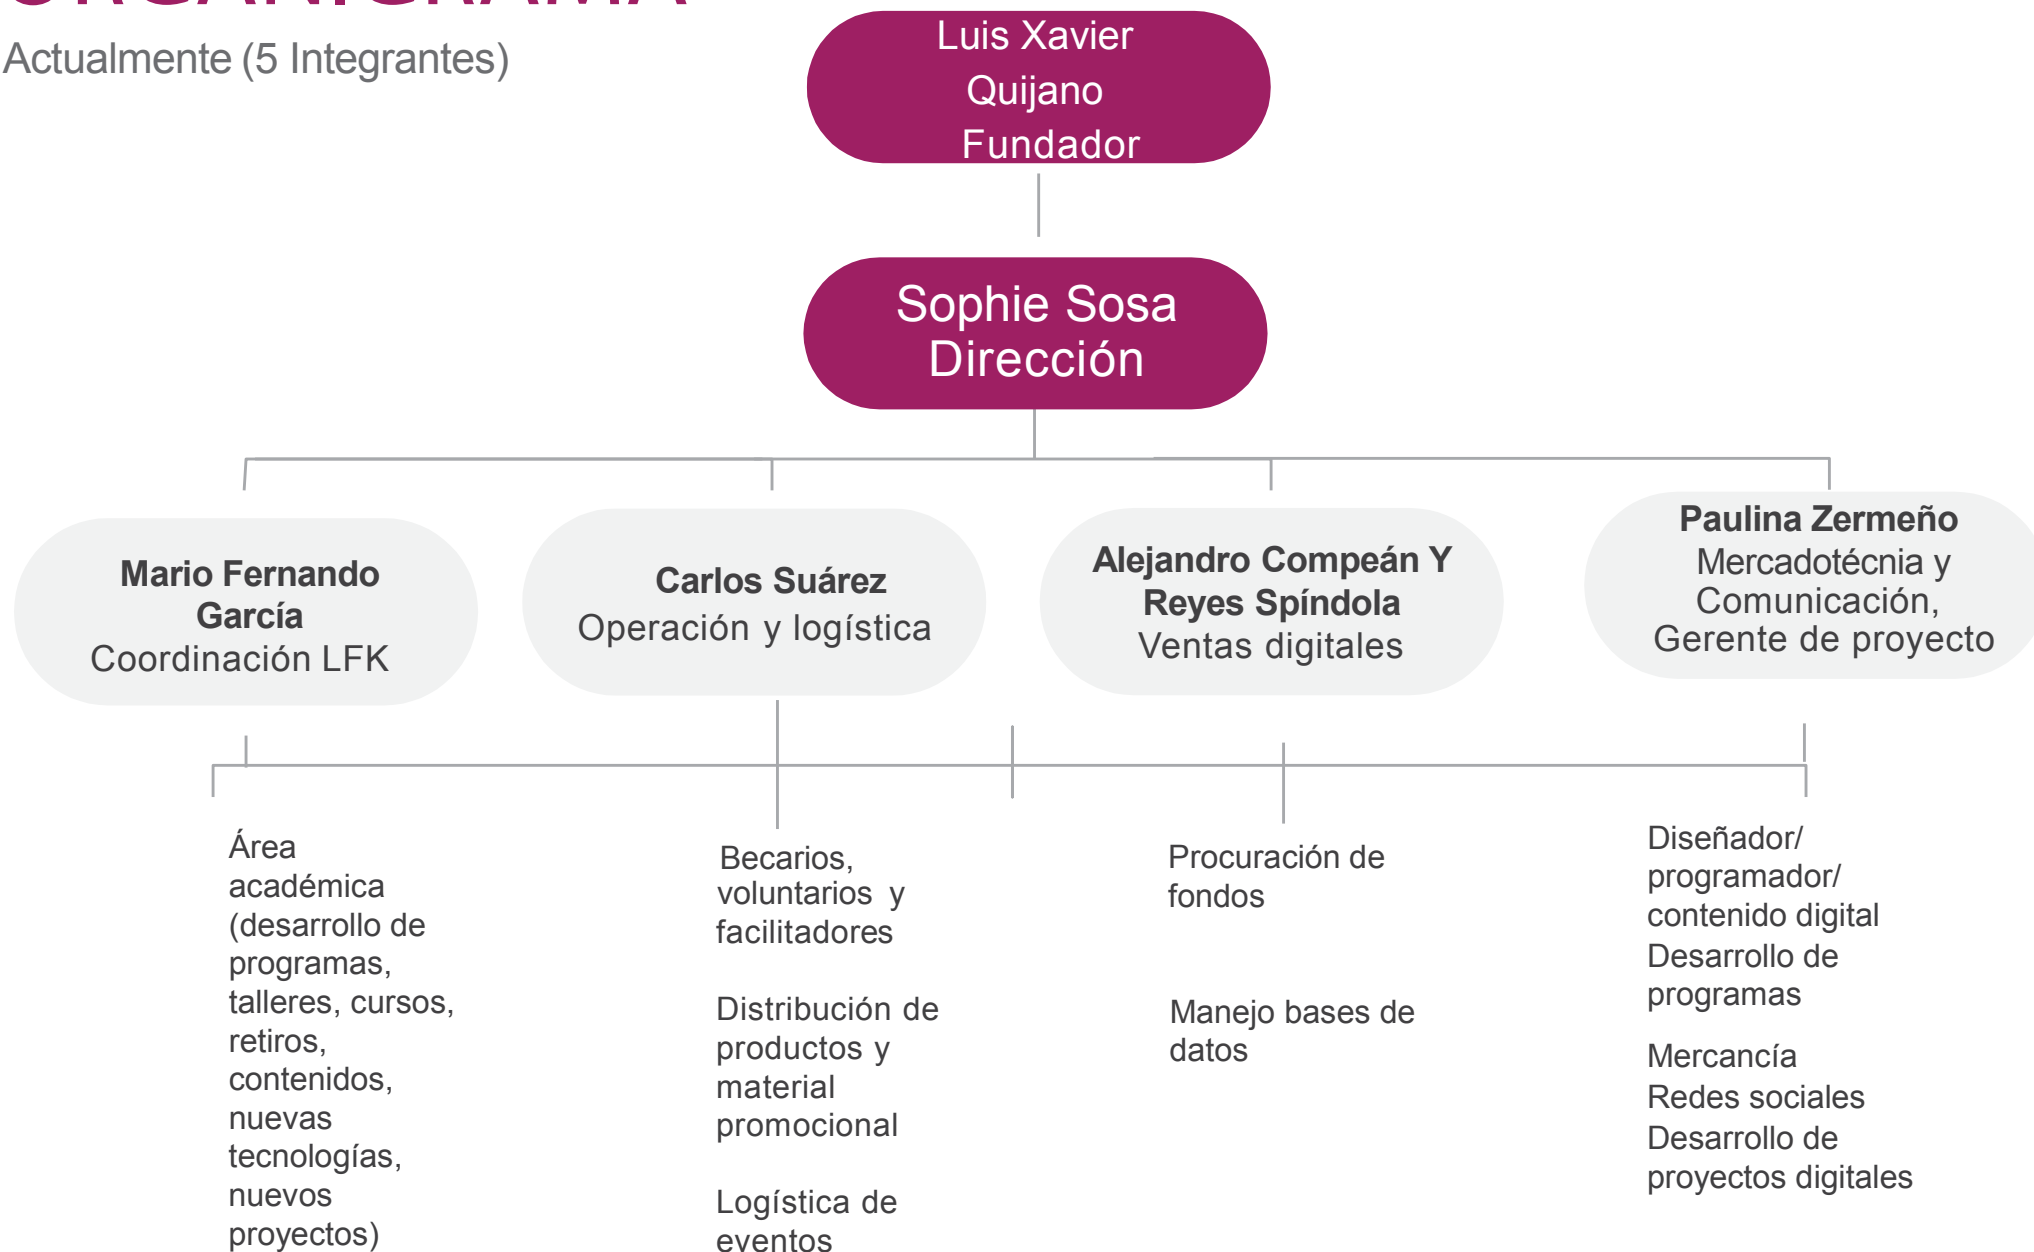 ORGANIGRAMA
Actualmente (5 Integrantes)
Luis Xavier
Quijano
Fundador
Sophie Sosa
Dirección
Mario Fernando
García
Coordinación LFK
Carlos Suárez
Operación y logística
Alejandro Compeán Y
Reyes Spíndola
Ventas digitales
Paulina Zermeño
Mercadotécnia y
Comunicación,
Gerente de proyecto
Área
académica
(desarrollo de
programas,
talleres, cursos,
retiros,
contenidos,
nuevas
tecnologías,
nuevos
proyectos)
Becarios,
voluntarios y
facilitadores
Distribución de
productos y
material
promocional
Logística de
eventos
Procuración de
fondos
Manejo bases de
datos
Diseñador/
programador/
contenido digital
Desarrollo de
programas
Mercancía
Redes sociales
Desarrollo de
proyectos digitales